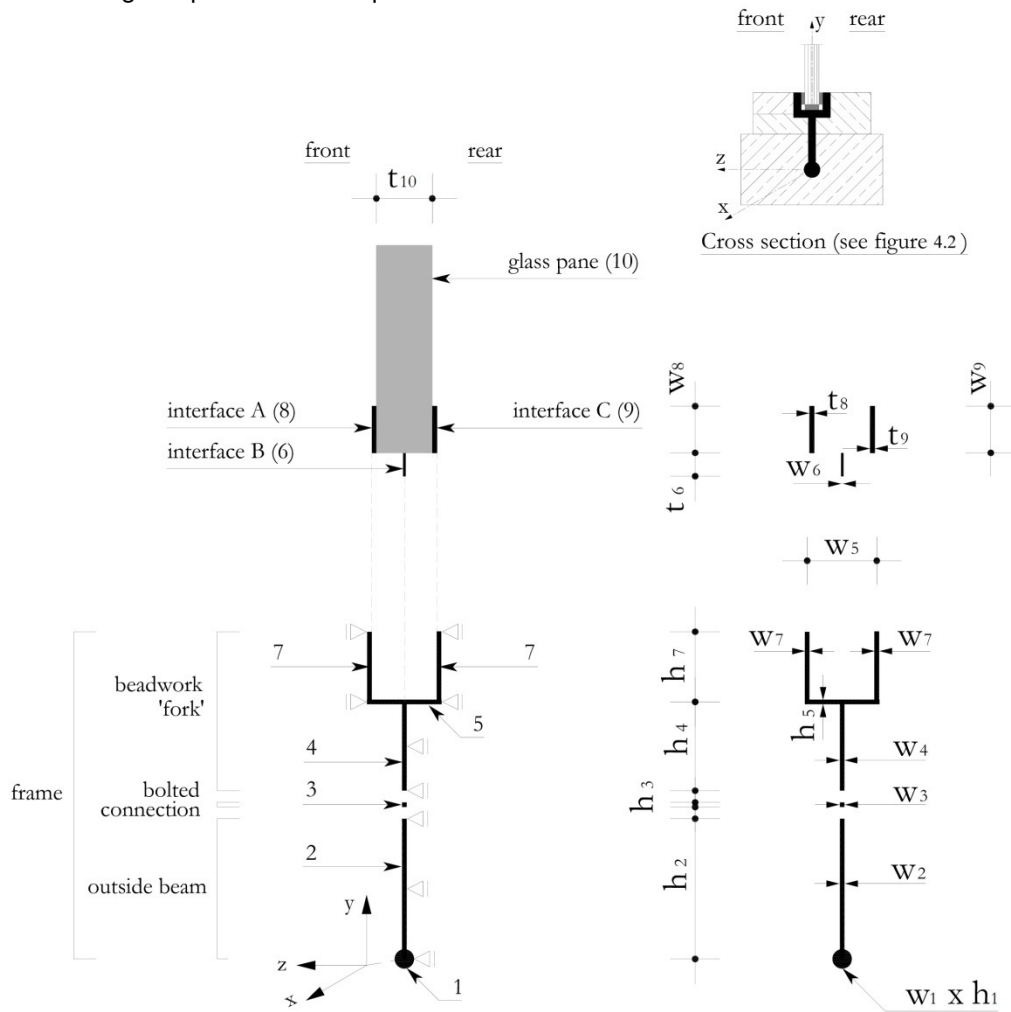 front rear
y
z
x
Cross section (see figure 4.2 )
front rear
t10
glass pane (10)
interface A (8)
interface C (9)
interface B (6)
w8
t8
w9
t9
w6
t6
w5
7
7
w7
w7
h7
beadwork
'fork'
5
h5
4
h4
w4
frame
bolted
connection
3
h3
w3
2
outside beam
h2
w2
y
z
x
1
w1 x h1